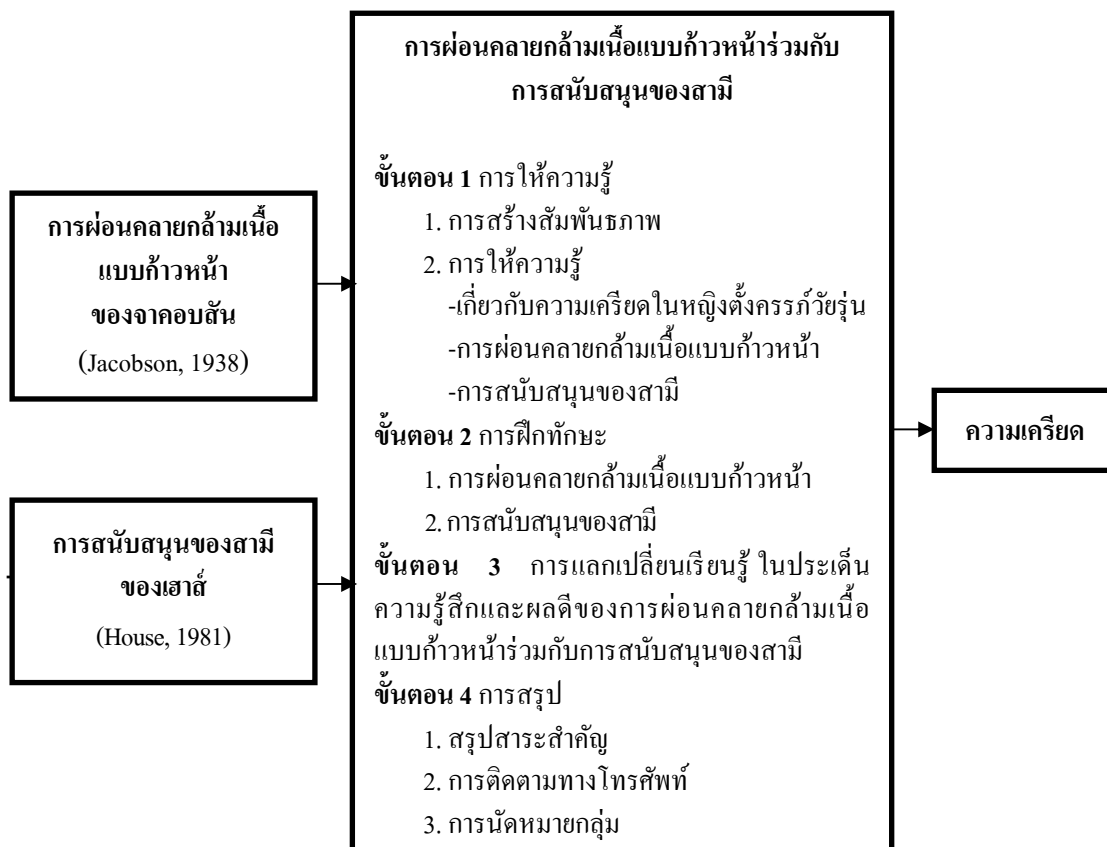 การผ่อนคลายกล้ามเนื้อ
แบบก้าวหน้า
ของจาคอบสัน
(Jacobson, 1938)
การสนับสนุนของสามี
ของเฮาส์
(House, 1981)
การผ่อนคลายกล้ามเนื้อแบบก้าวหน้าร่วมกับ
การสนับสนุนของสามี
ขั้นตอน 1 การให้ความรู้
1. การสร้างสัมพันธภาพ
2. การให้ความรู้
-เกี่ยวกับความเครียดในหญิงตั้งครรภ์วัยรุ่น
-การผ่อนคลายกล้ามเนื้อแบบก้าวหน้า
-การสนับสนุนของสามี
ขั้นตอน 2 การฝึกทักษะ
1. การผ่อนคลายกล้ามเนื้อแบบก้าวหน้า
2. การสนับสนุนของสามี
ขั้นตอน 3 การแลกเปลี่ยนเรียนรู้ ในประเด็น
ความรู้สึกและผลดีของการผ่อนคลายกล้ามเนื้อ
แบบก้าวหน้าร่วมกับการสนับสนุนของสามี
ขั้นตอน 4 การสรุป
1. สรุปสาระสำคัญ
2. การติดตามทางโทรศัพท์
3. การนัดหมายกลุ่ม
ความเครียด